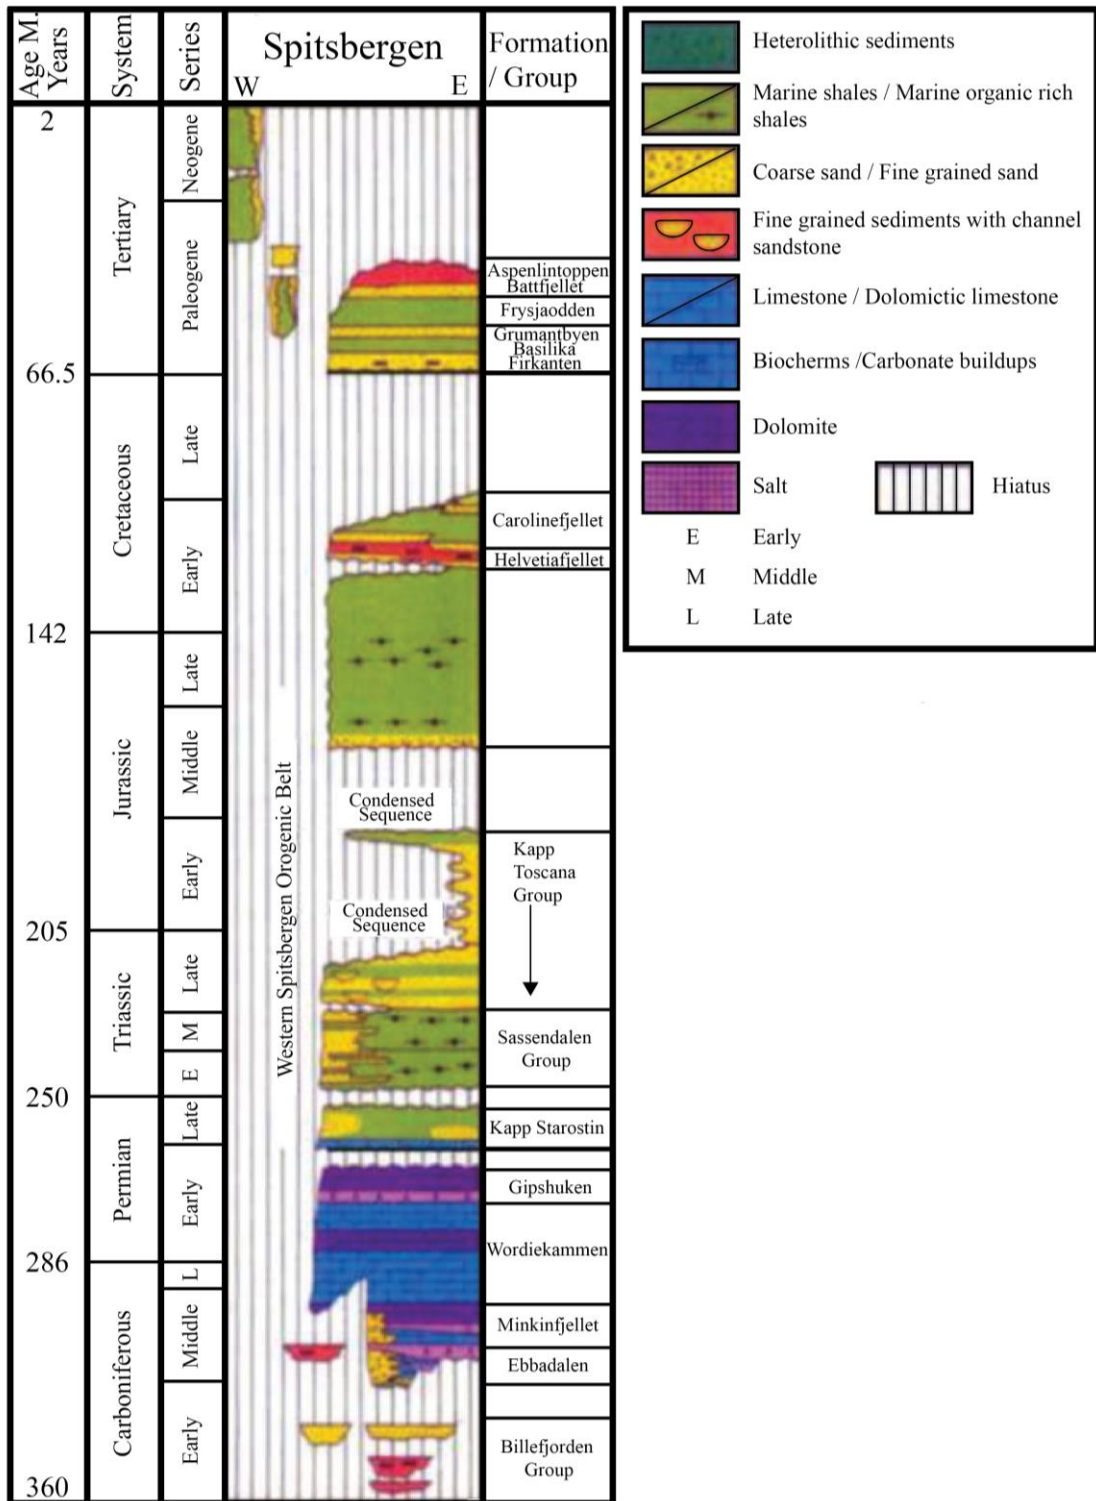 Age M. Years
System
Series
Spitsbergen
W E
Formation
/ Group
2
66.5
142
205
250
286
360
Tertiary
Cretaceous
Jurassic
Triassic
Permian
Carboniferous
Neogene
Paleogene
Late
Early
Late
Middle
Early
Late
M
E
Late
Early
L
Middle
Early
Western Spitsbergen Orogenic Belt
Condensed
Sequence
Condensed
Sequence
Aspenlintoppen
Battfjellet
Frysjaodden
Grumantbyen
Basilika
Firkanten
Carolinefjellet
Helvetiafjellet
Kapp
Toscana
Group
Sassendalen
Group
Kapp Starostin
Gipshuken
Wordiekammen
Minkinfjellet
Ebbadalen
Billefjorden
Group
Heterolithic sediments
Marine shales / Marine organic rich
shales
Coarse sand / Fine grained sand
Fine grained sediments with channel
sandstone
Limestone / Dolomictic limestone
Biocherms /Carbonate buildups
Dolomite
Salt
Hiatus
E Early
M Middle
L Late